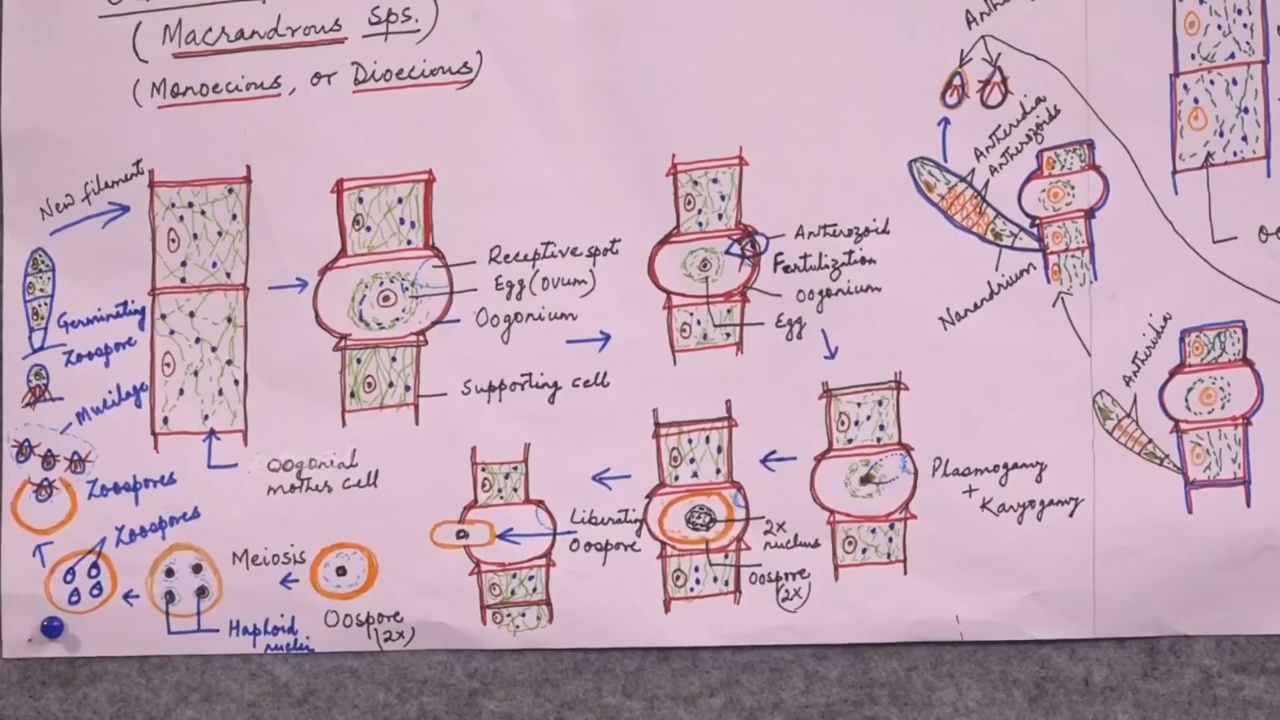 (Macrandrous sps.)
(Monoecious, or Dioecious)
New filament
Germinating
Zoospore
Mucilage
Zoospores
Zoospores
Oogonial
mother cell
Receptive spot
Egg (ovum)
Oogonium
Supporting cell
Antherozoid
Fertulization
Oogonium
Egg
Plasmogamy
+
Karyogamy
2x
nucleus
Oospore
(2x)
Liberating
Oospore
Oospore
(2x)
Meiosis
Haploid
nuclei
Antheridia
Antherozoids
Nanandrium
Antheridia